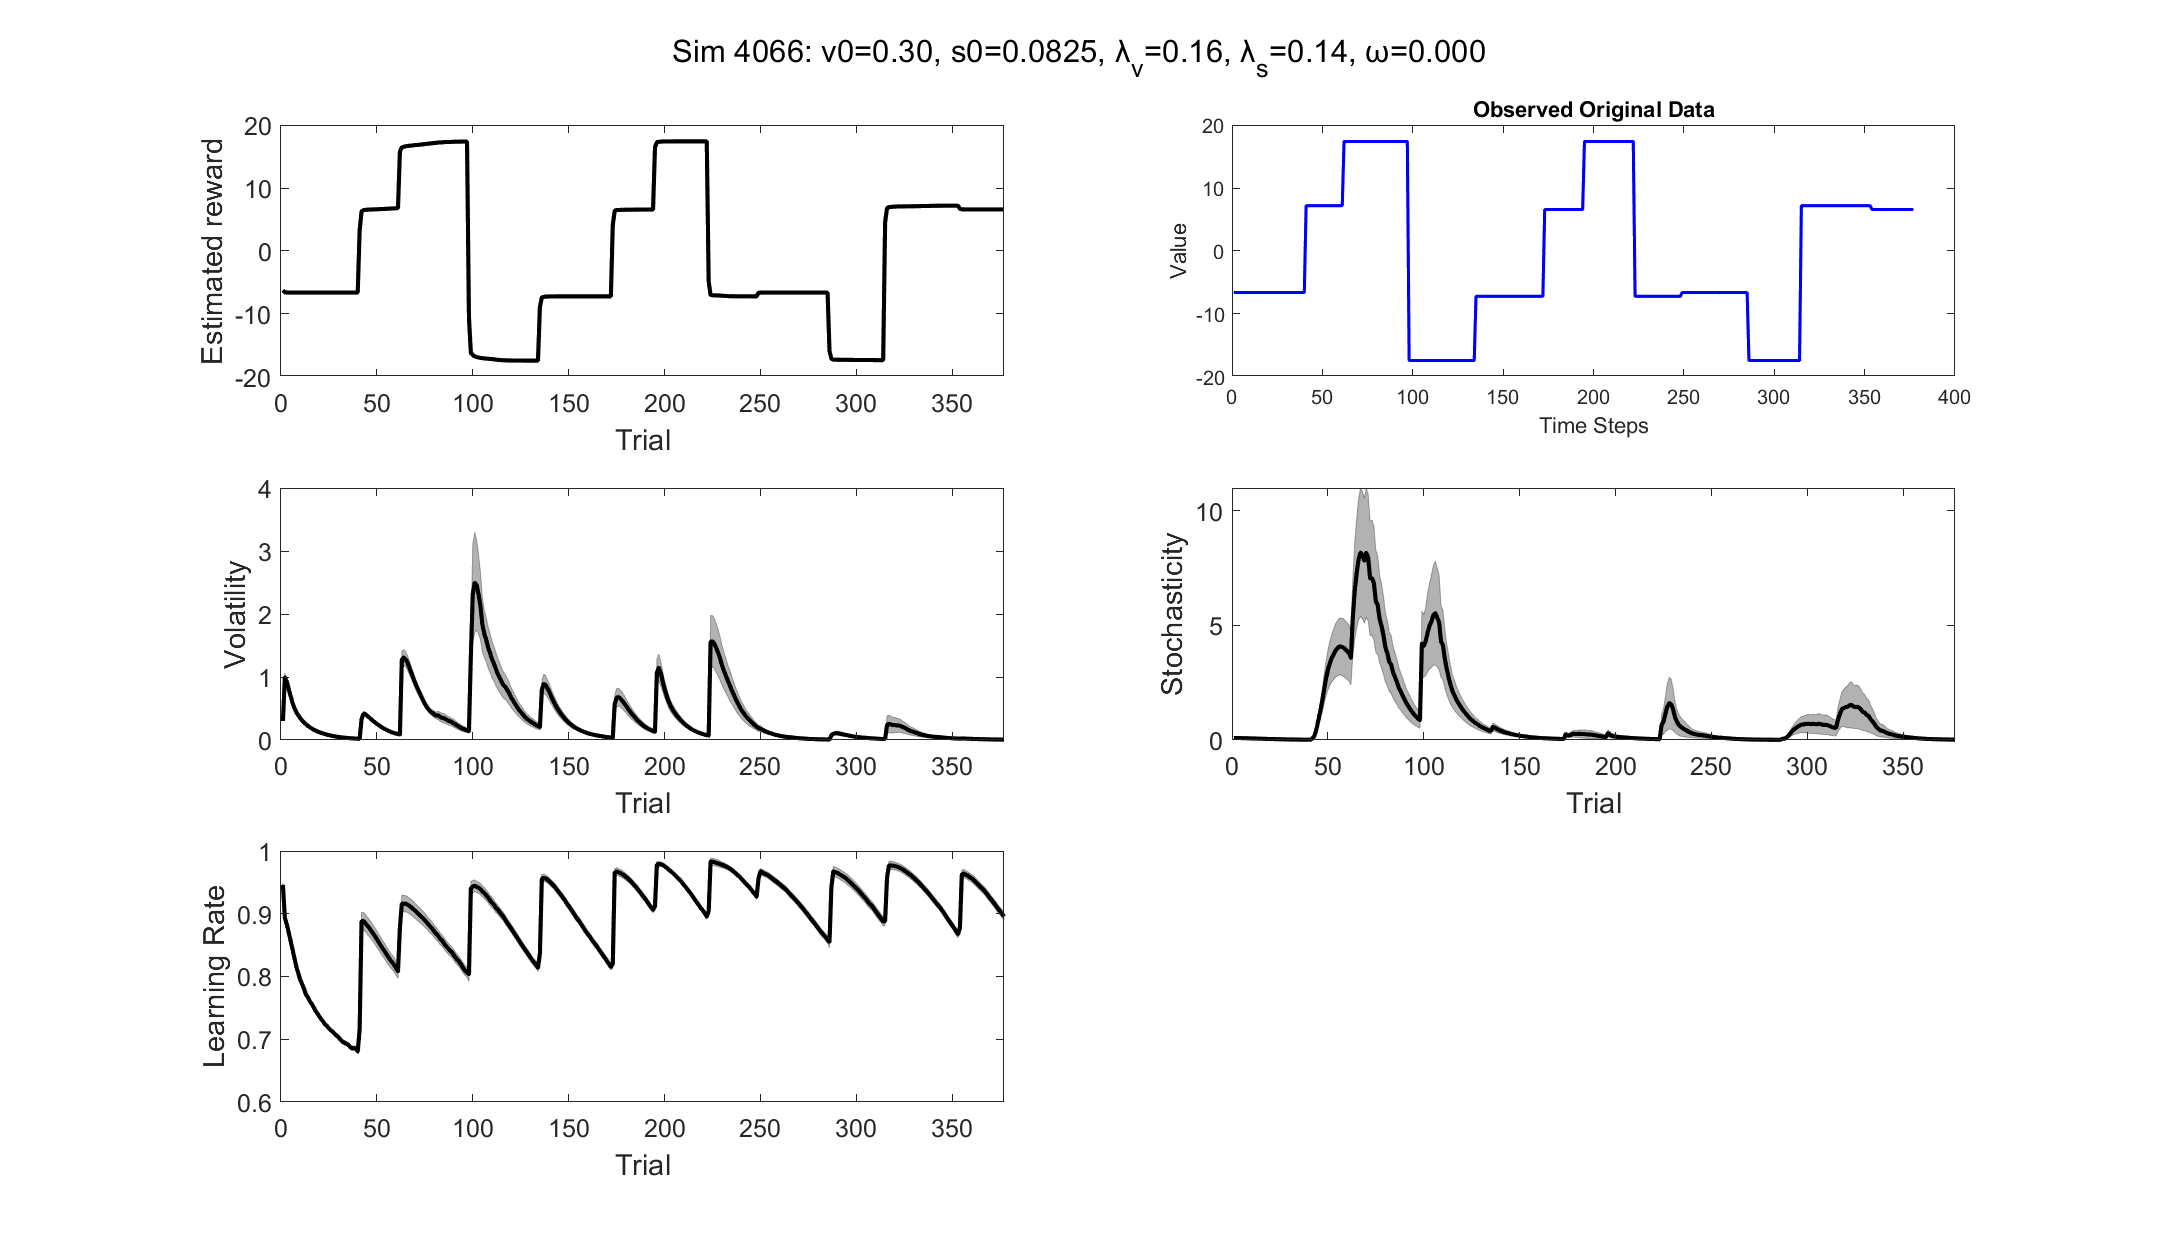 Sim 4066: v0=0.30, s0=0.0825, λv=0.16, λs=0.14, ω=0.000
Estimated reward
20
10
0
-10
-20
0 50 100 150 200 250 300 350
Trial
Observed Original Data
Value
20
10
0
-10
-20
0 50 100 150 200 250 300 350 400
Time Steps
Volatility
4
3
2
1
0
0 50 100 150 200 250 300 350
Trial
Stochasticity
10
5
0
0 50 100 150 200 250 300 350
Trial
Learning Rate
1
0.9
0.8
0.7
0.6
0 50 100 150 200 250 300 350
Trial